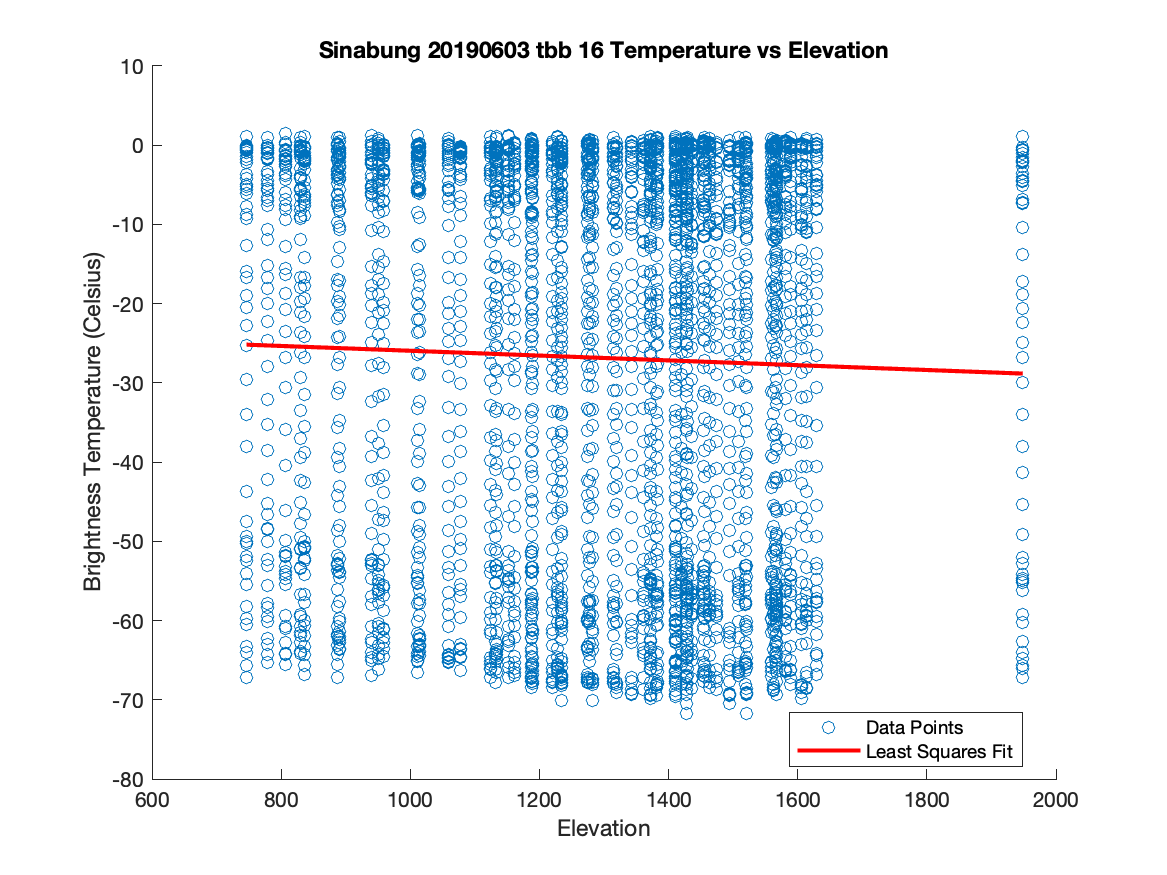 Sinabung 20190603 tbb 16 Temperature vs Elevation
10
0
-10
-20
-30
-40
-50
-60
-70
-80
Brightness Temperature (Celsius)
Data Points
Least Squares Fit
600 800 1000 1200 1400 1600 1800 2000
Elevation